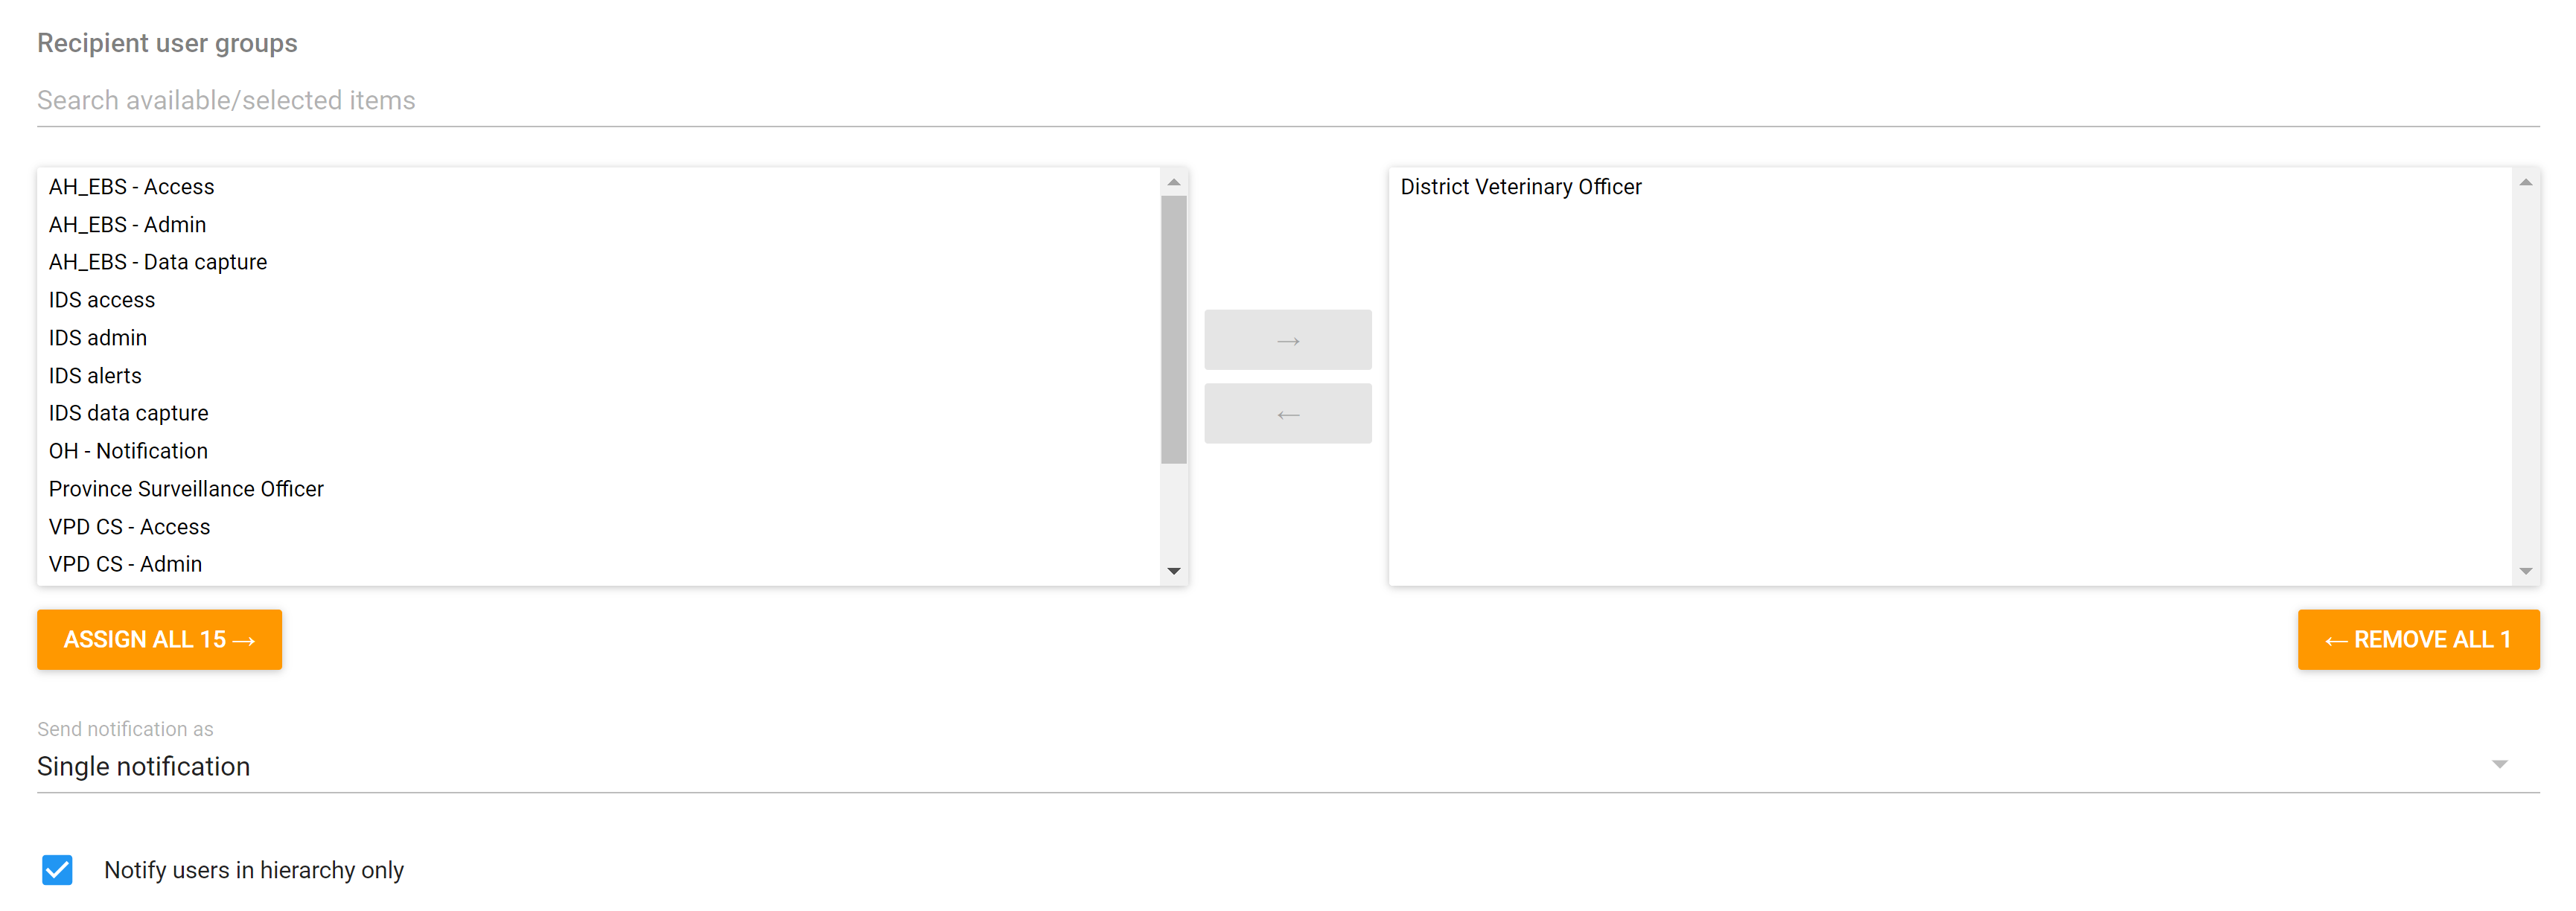 Recipient user groups
Search available/selected items
AH_EBS - Access
AH_EBS - Admin
AH_EBS - Data capture
IDS access
IDS admin
IDS alerts
IDS data capture
OH - Notification
Province Surveillance Officer
VPD CS - Access
VPD CS - Admin
→
←
District Veterinary Officer
ASSIGN ALL 15 →
← REMOVE ALL 1
Send notification as
Single notification
Notify users in hierarchy only